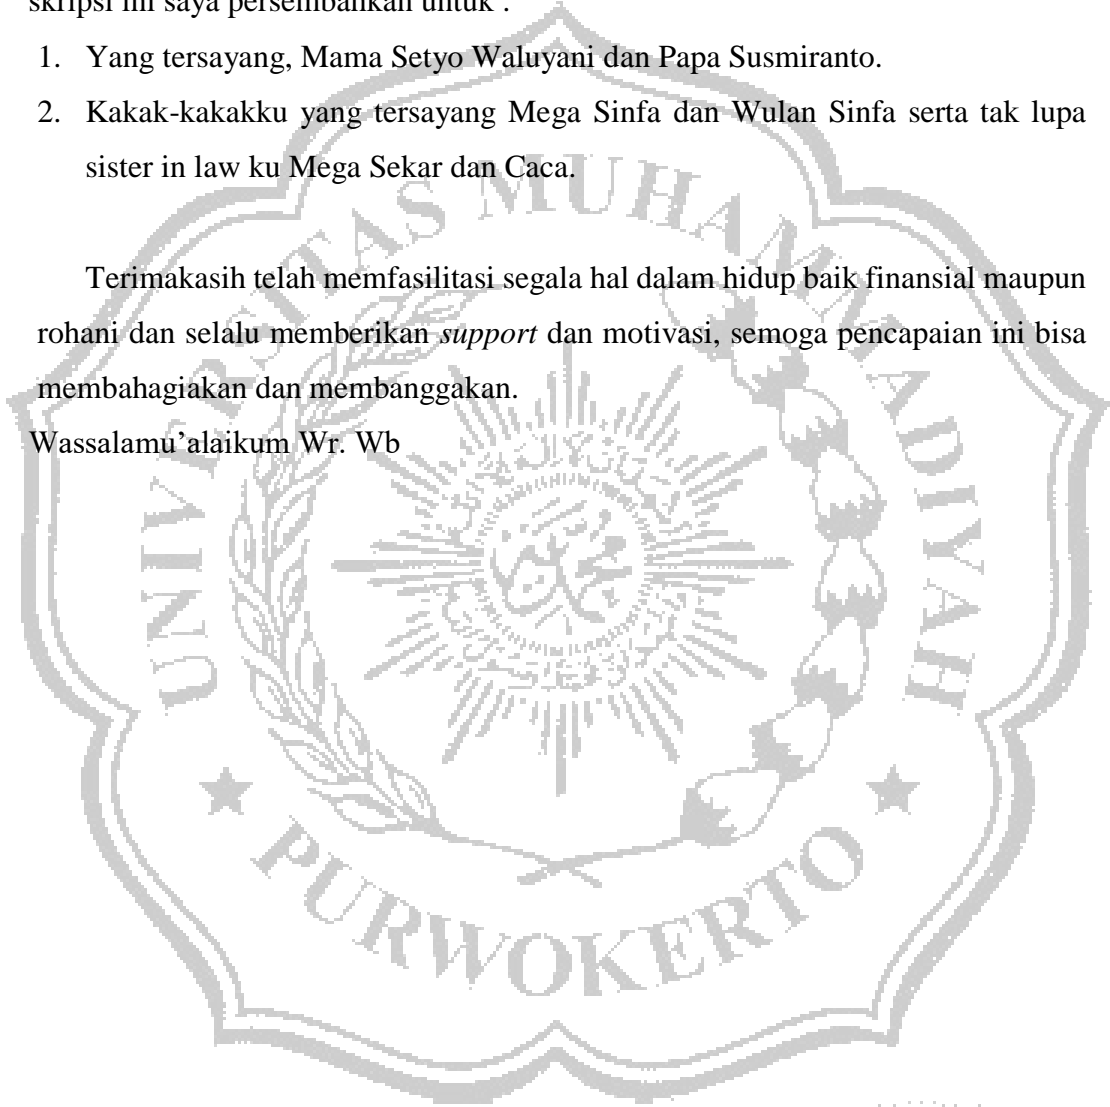 skripsi ini saya persembahkan untuk :
1. Yang tersayang, Mama Setyo Waluyani dan Papa Susmiranto.
2. Kakak-kakakku yang tersayang Mega Sinfa dan Wulan Sinfa serta tak lupa
sister in law ku Mega Sekar dan Caca.
Terimakasih telah memfasilitasi segala hal dalam hidup baik finansial maupun
rohani dan selalu memberikan support dan motivasi, semoga pencapaian ini bisa
membahagiakan dan membanggakan.
Wassalamu’alaikum Wr. Wb
UNIVERSITAS MUHAMMADIYAH
PURWOKERTO